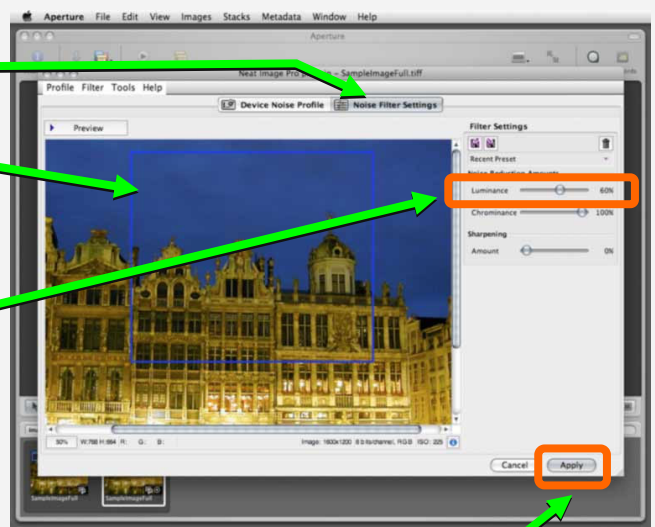 Aperture File Edit View Images Stacks Metadata Window Help
Aperture
Neat Image Pro – SampleImageFull.tiff
Profile Filter Tools Help
Device Noise Profile Noise Filter Settings
Preview
Filter Settings
Recent Preset
Noise Reduction Amounts
Luminance 60%
Chrominance 100%
Sharpening
Amount 0%
50% W:788 H:984 R: G: B: Image: 1600x1200 8 bits/channel, RGB ISO: 225
Cancel Apply
SampleImageFull SampleImageFull